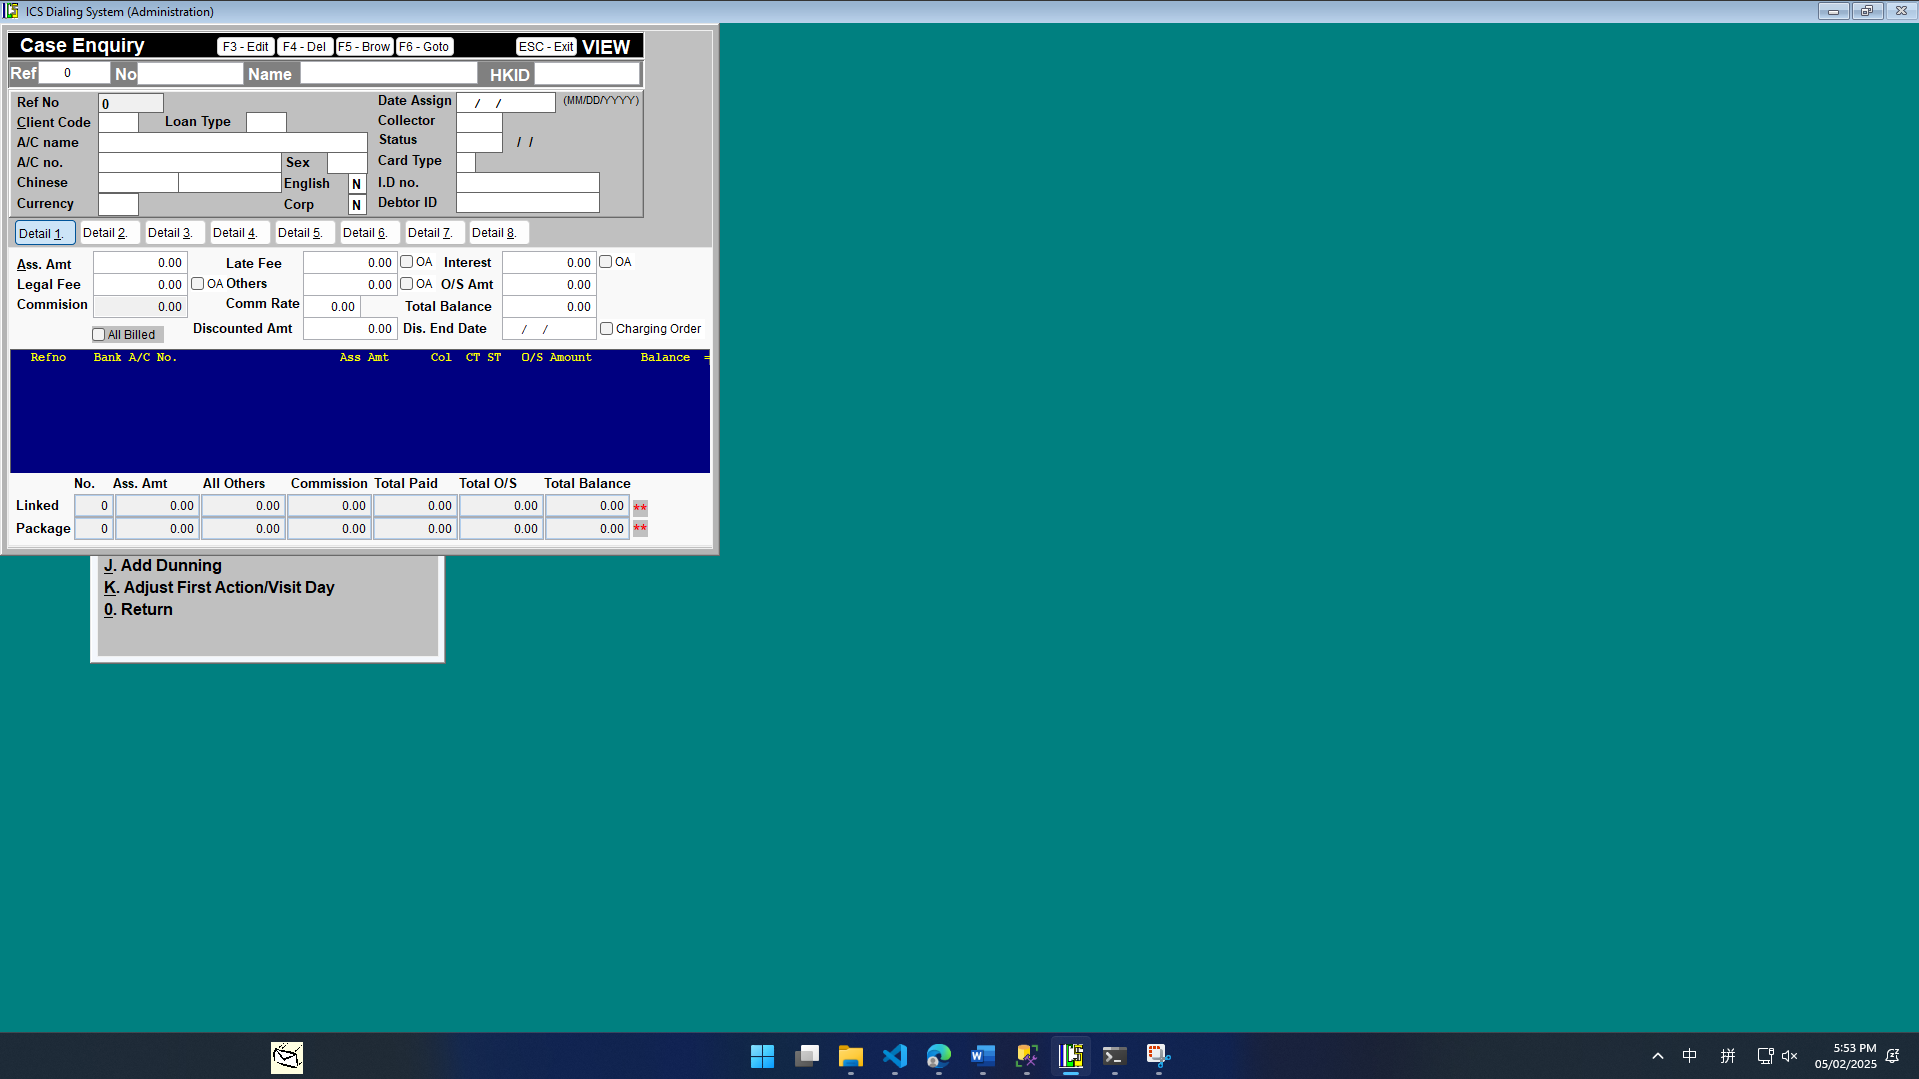 ICS Dialing System (Administration)
Case Enquiry F3 - Edit F4 - Del F5 - Brow F6 - Goto ESC - Exit VIEW
Ref 0 No Name HKID
Ref No 0 Date Assign / / (MM/DD/YYYY)
Client Code Loan Type Collector
A/C name Status / /
A/C no. Sex Card Type
Chinese English N I.D no.
Currency Corp N Debtor ID
Detail 1. Detail 2. Detail 3. Detail 4. Detail 5. Detail 6. Detail 7. Detail 8.
Ass. Amt 0.00 Late Fee 0.00 OA Interest 0.00 OA
Legal Fee 0.00 OA Others 0.00 OA O/S Amt 0.00
Commision 0.00 Comm Rate 0.00 Total Balance 0.00
All Billed Discounted Amt 0.00 Dis. End Date / / Charging Order
Refno Bank A/C No. Ass Amt Col CT ST O/S Amount Balance =
No. Ass. Amt All Others Commission Total Paid Total O/S Total Balance
Linked 0 0.00 0.00 0.00 0.00 0.00 0.00 **
Package 0 0.00 0.00 0.00 0.00 0.00 0.00 **
J. Add Dunning
K. Adjust First Action/Visit Day
0. Return
中 拼 5:53 PM
05/02/2025